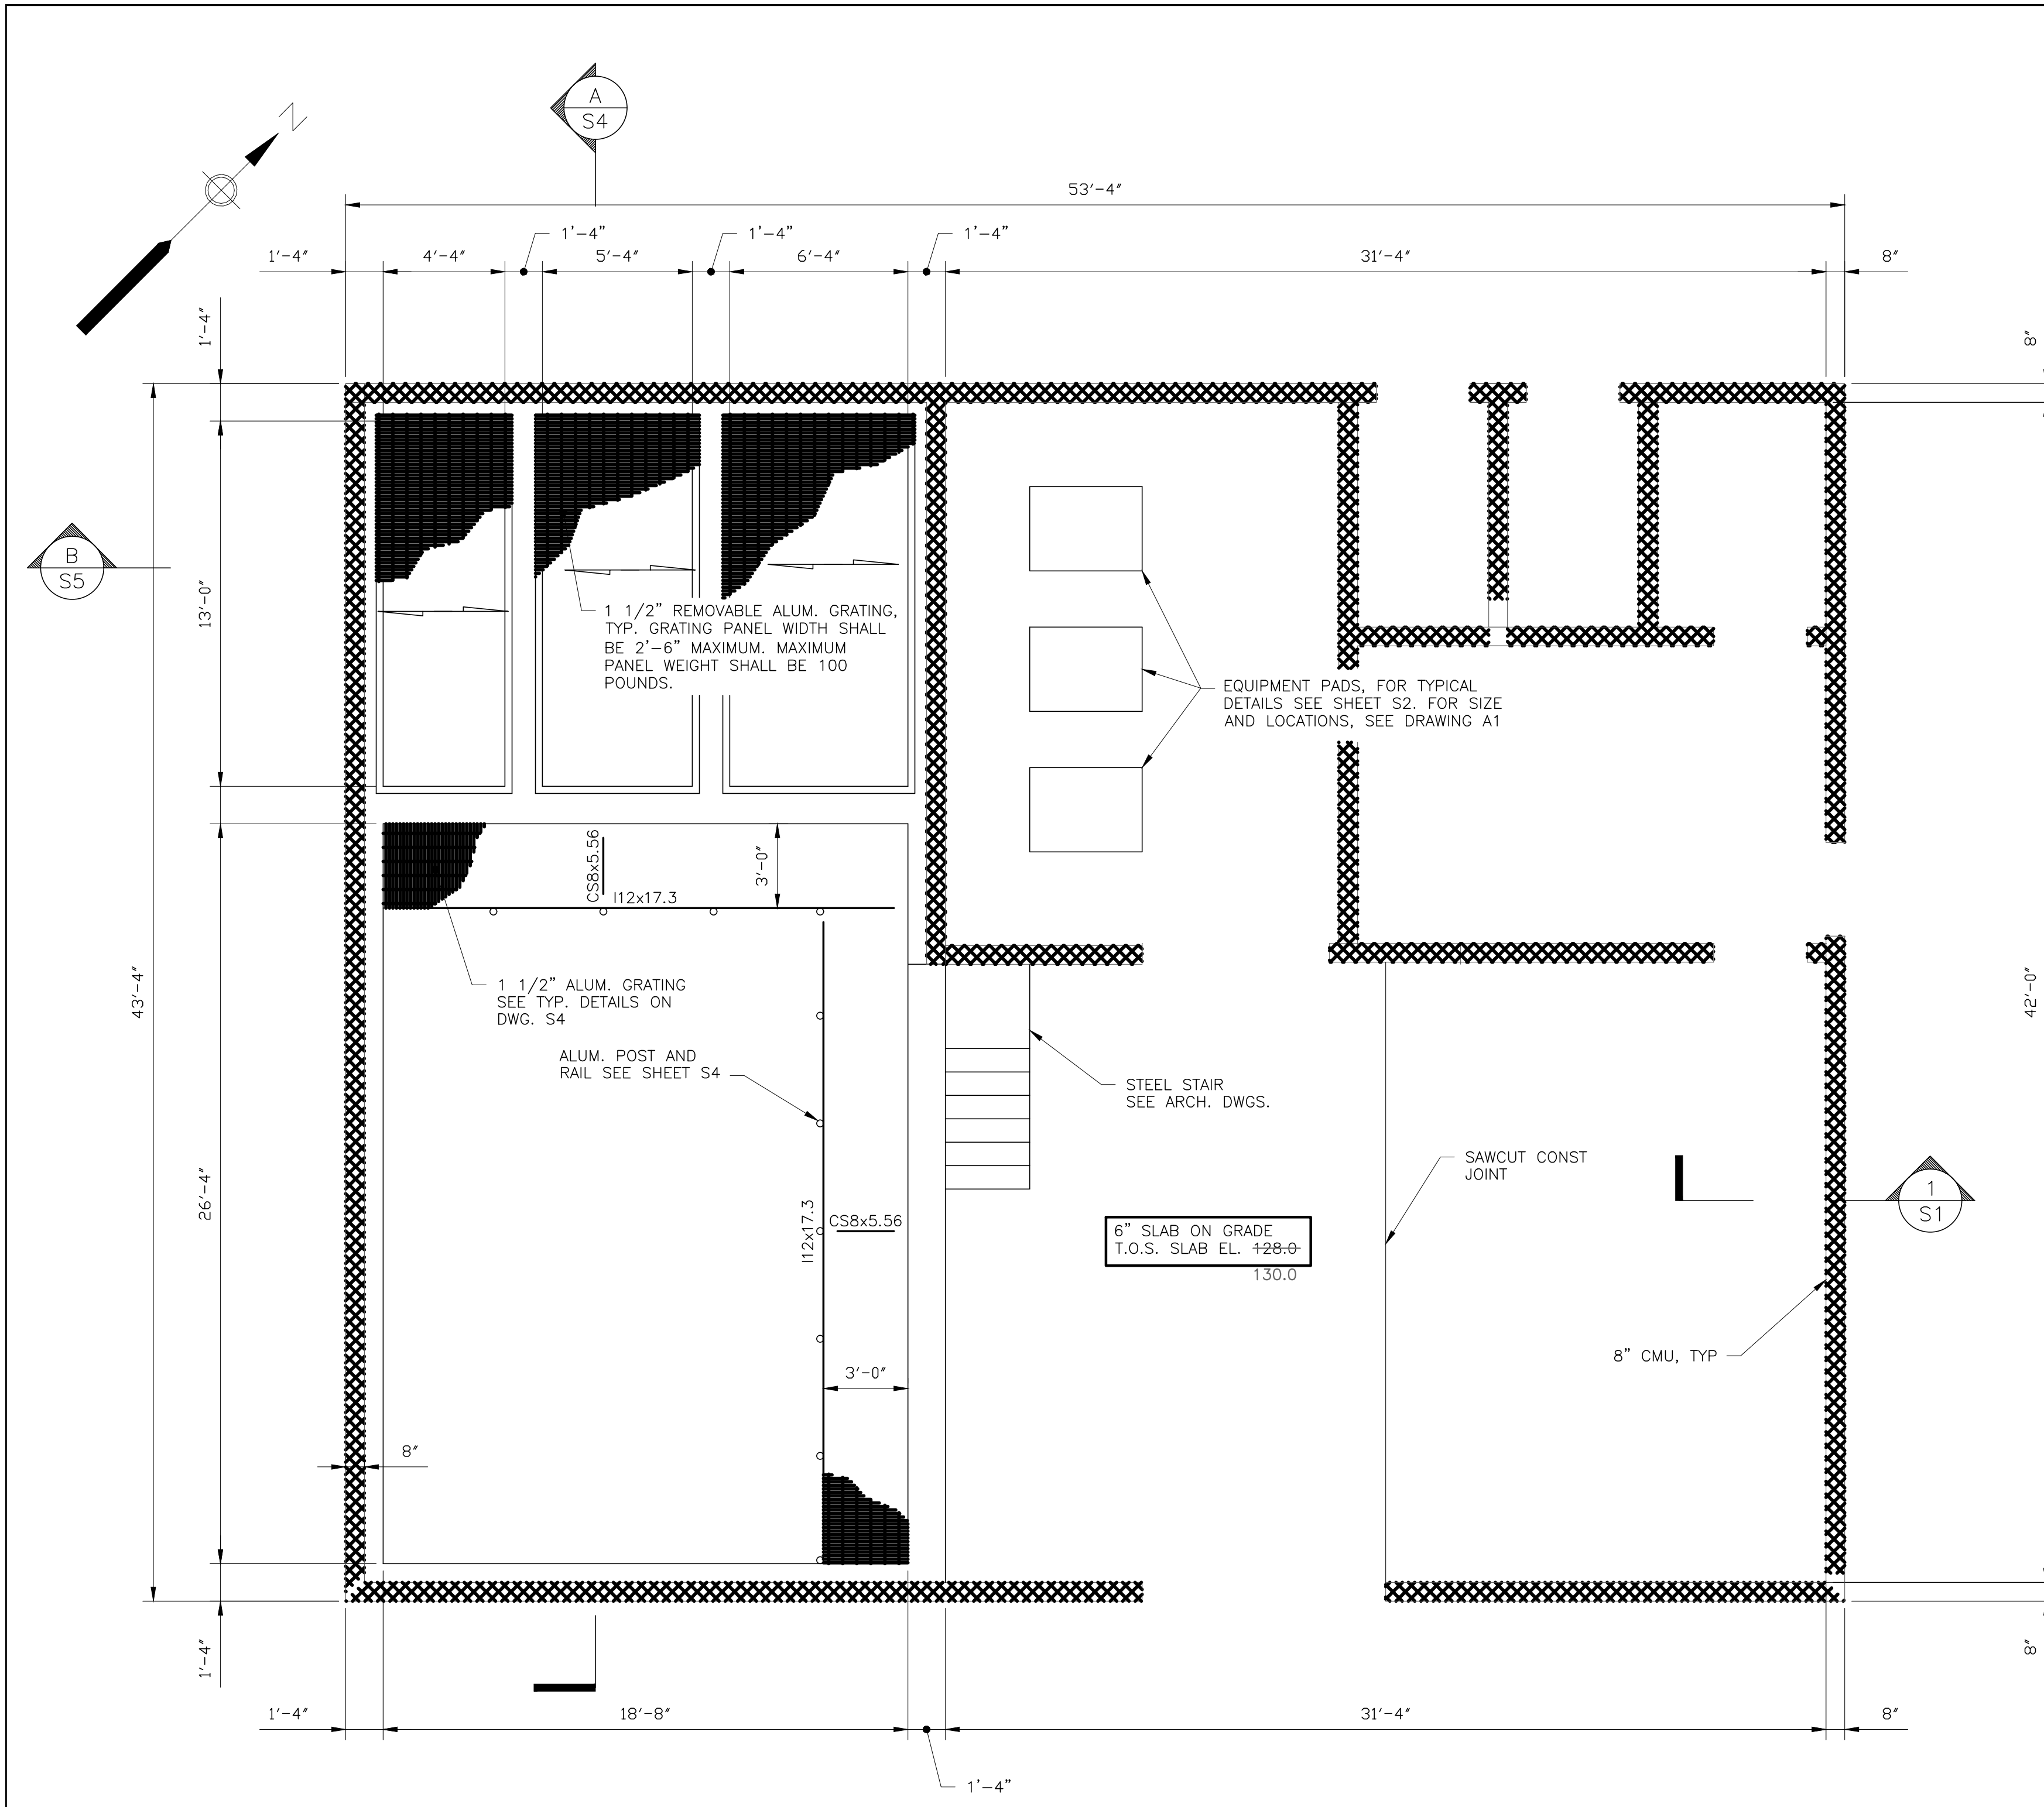 A
S4
N
53'-4"
1'-4"
1'-4"
1'-4"
1'-4"
4'-4"
5'-4"
6'-4"
31'-4"
8"
1'-4"
8"
B
S5
13'-0"
1 1/2" REMOVABLE ALUM. GRATING,
TYP. GRATING PANEL WIDTH SHALL
BE 2'-6" MAXIMUM. MAXIMUM
PANEL WEIGHT SHALL BE 100
POUNDS.
EQUIPMENT PADS, FOR TYPICAL
DETAILS SEE SHEET S2. FOR SIZE
AND LOCATIONS, SEE DRAWING A1
CS8x5.56
I12x17.3
3'-0"
43'-4"
42'-0"
1 1/2" ALUM. GRATING
SEE TYP. DETAILS ON
DWG. S4
ALUM. POST AND
RAIL SEE SHEET S4
STEEL STAIR
SEE ARCH. DWGS.
SAWCUT CONST
JOINT
1
S1
26'-4"
I12x17.3
CS8x5.56
6" SLAB ON GRADE
T.O.S. SLAB EL. 128.0
130.0
8" CMU, TYP
3'-0"
8"
1'-4"
8"
1'-4"
18'-8"
31'-4"
8"
1'-4"